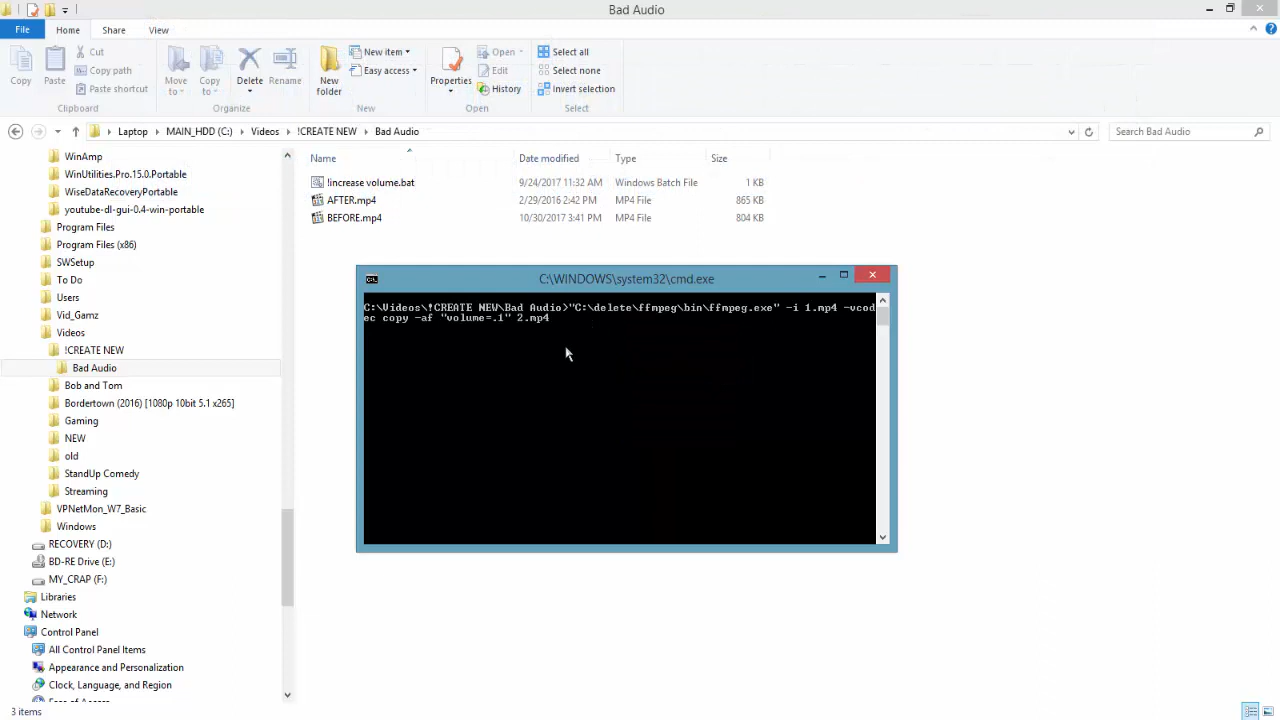 Bad Audio
File Home Share View
Copy
Paste
Cut
Copy path
Paste shortcut
Clipboard
Move to
Copy to
Delete
Rename
Organize
New folder
New item
Easy access
New
Properties
Open
Edit
History
Open
Select all
Select none
Invert selection
Select
Laptop MAIN_HDD (C:) Videos !CREATE NEW Bad Audio
Search Bad Audio
WinAmp
WinUtilities.Pro.15.0.Portable
WiseDataRecoveryPortable
youtube-dl-gui-0.4-win-portable
Program Files
Program Files (x86)
SWSetup
To Do
Users
Vid_Gamz
Videos
!CREATE NEW
Bad Audio
Bob and Tom
Bordertown (2016) [1080p 10bit 5.1 x265]
Gaming
NEW
old
StandUp Comedy
Streaming
VPNetMon_W7_Basic
Windows
RECOVERY (D:)
BD-RE Drive (E:)
MY_CRAP (F:)
Libraries
Network
Control Panel
All Control Panel Items
Appearance and Personalization
Clock, Language, and Region
Ease of Access
3 items
Name Date modified Type Size
!increase volume.bat 9/24/2017 11:32 AM Windows Batch File 1 KB
AFTER.mp4 2/29/2016 2:42 PM MP4 File 865 KB
BEFORE.mp4 10/30/2017 3:41 PM MP4 File 804 KB
C:\WINDOWS\system32\cmd.exe
C:\Videos\!CREATE NEW\Bad Audio>"C:\delete\ffmpeg\bin\ffmpeg.exe" -i 1.mp4 -vcod
ec copy -af "volume=.1" 2.mp4